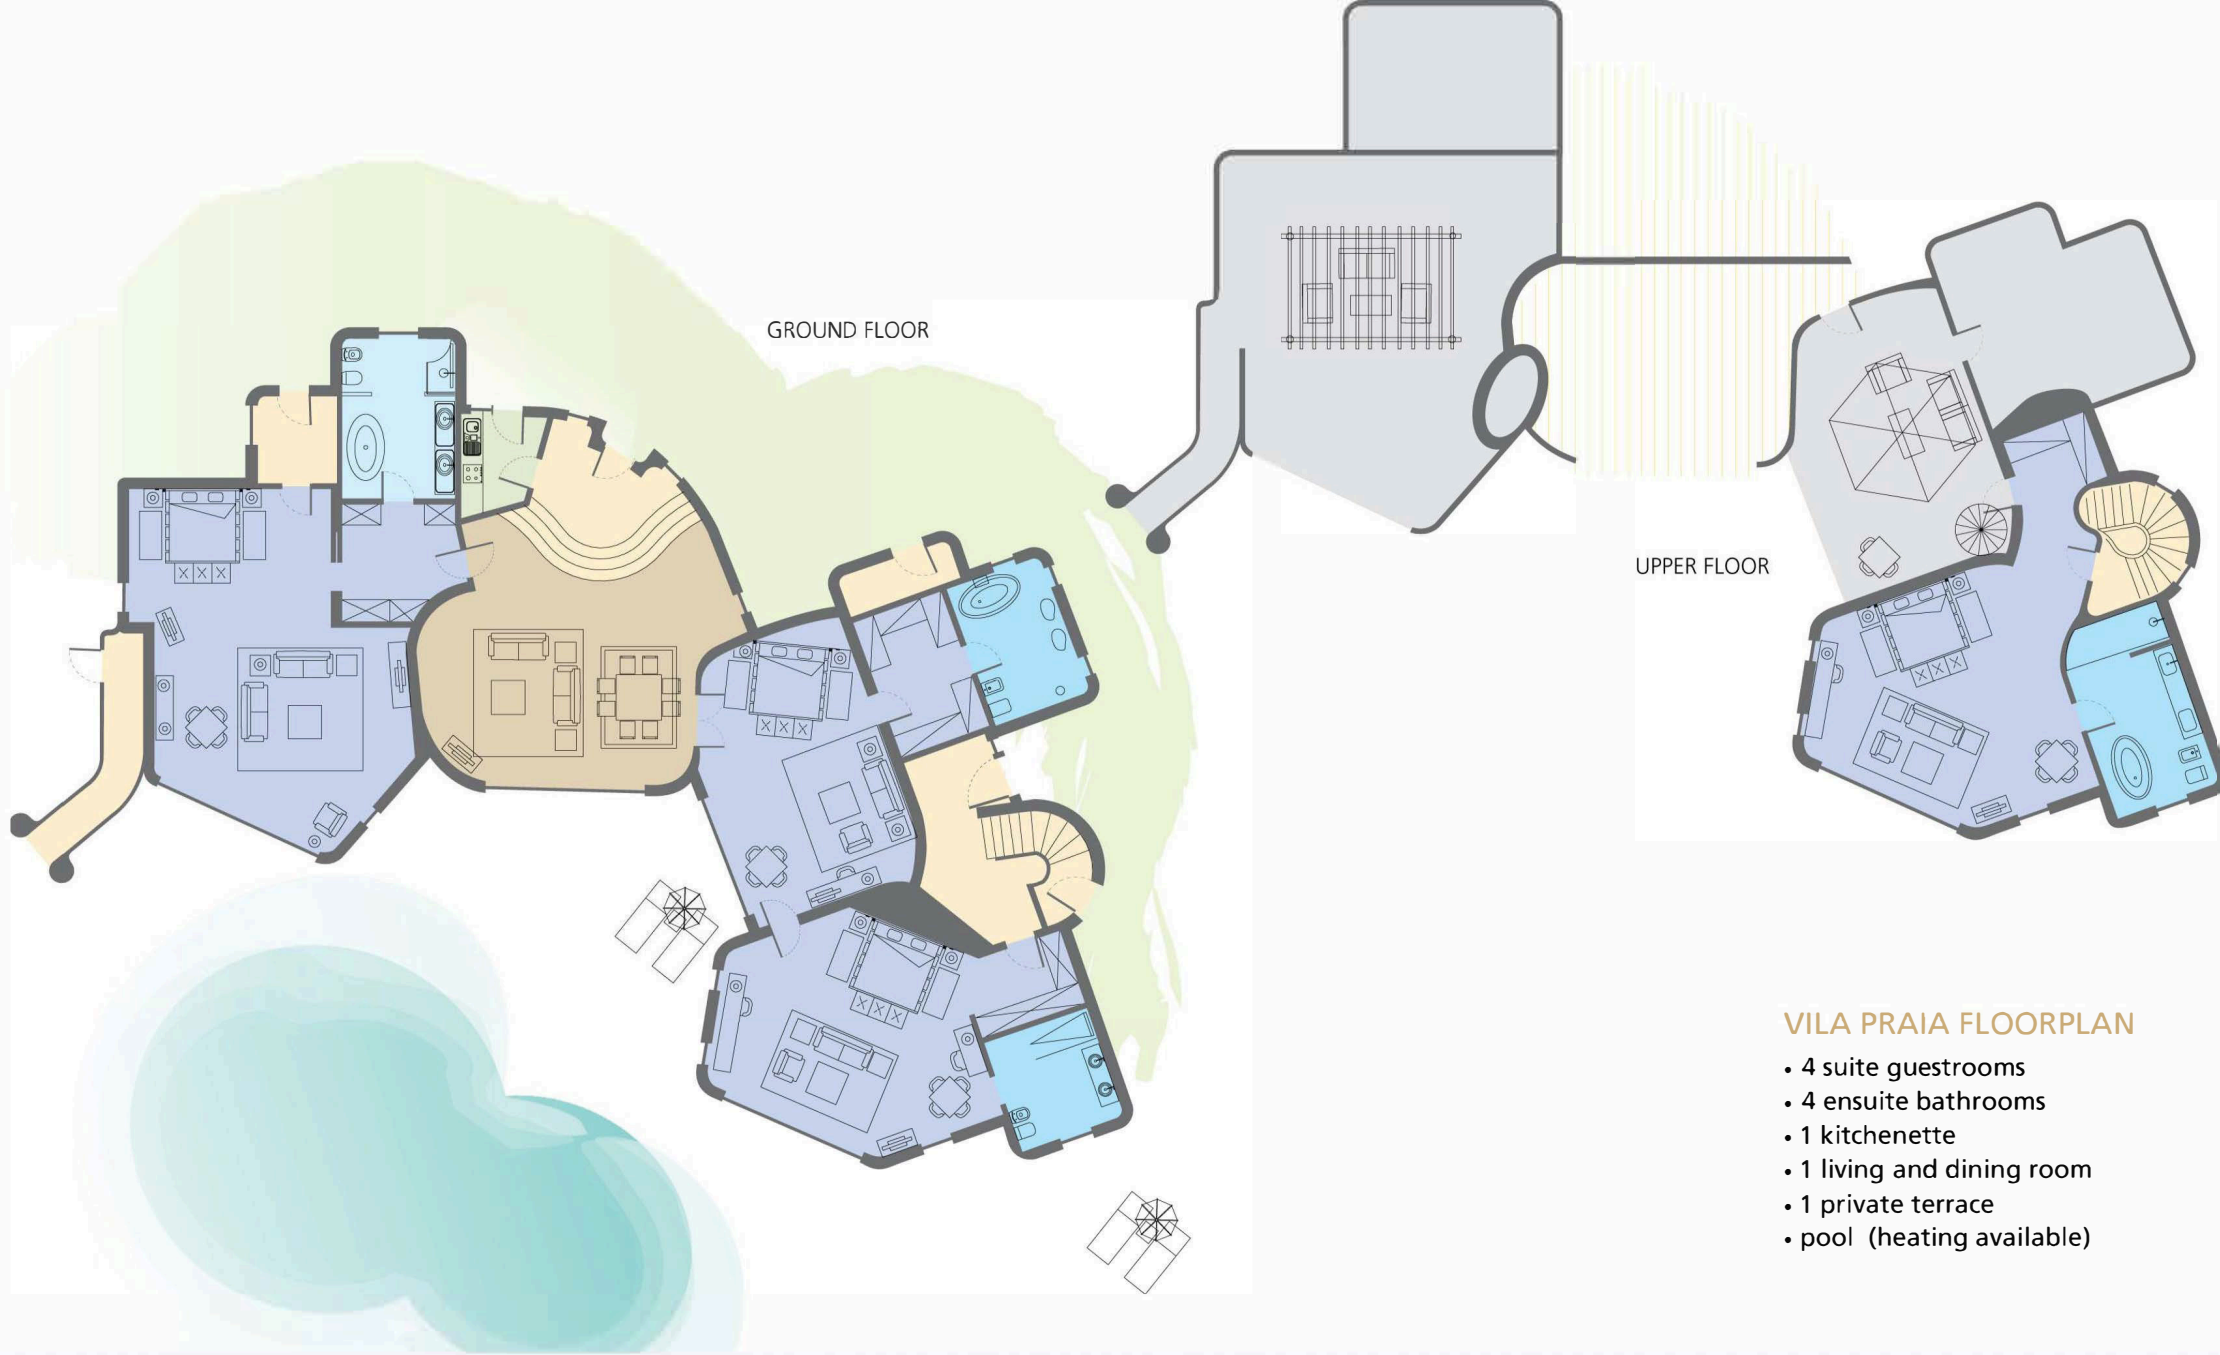 GROUND FLOOR
UPPER FLOOR
VILA PRAIA FLOORPLAN
• 4 suite guestrooms
• 4 ensuite bathrooms
• 1 kitchenette
• 1 living and dining room
• 1 private terrace
• pool (heating available)